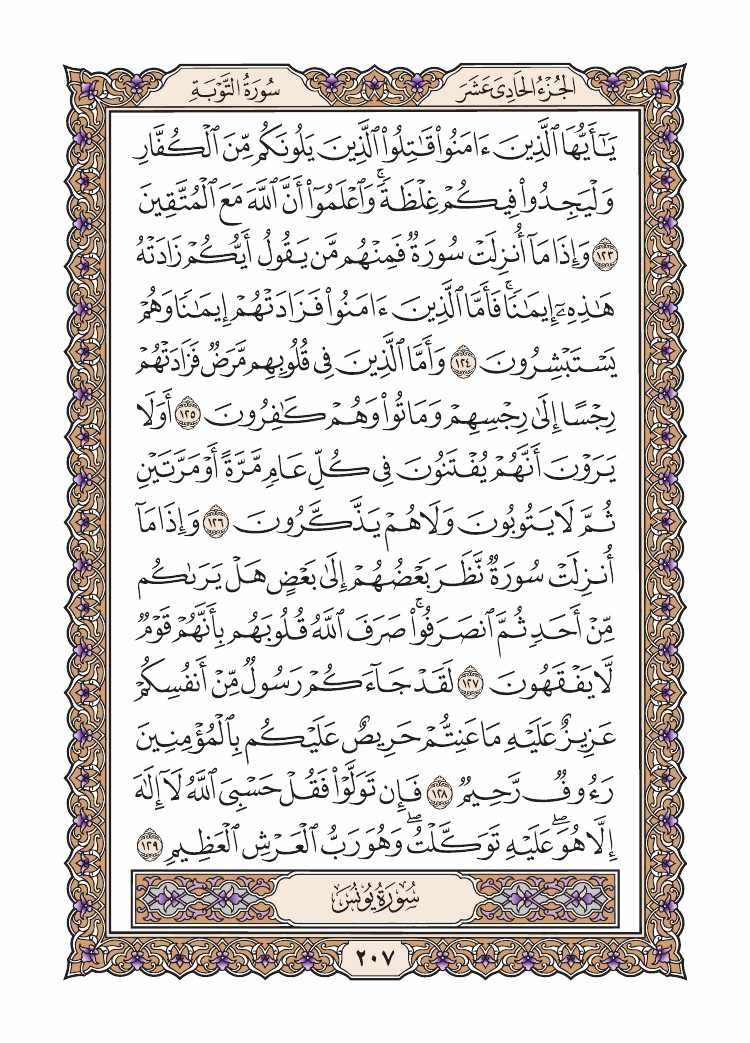 الجُزْءُ الحَادِى عَشَرَ
سُورَةُ التَّوْبَةِ
يَـٰٓأَيُّهَا ٱلَّذِينَ ءَامَنُوا۟ قَـٰتِلُوا۟ ٱلَّذِينَ يَلُونَكُم مِّنَ ٱلْكُفَّارِ
وَلْيَجِدُوا۟ فِيكُمْ غِلْظَةً ۚ وَٱعْلَمُوٓا۟ أَنَّ ٱللَّهَ مَعَ ٱلْمُتَّقِينَ
١٢٣ وَإِذَا مَآ أُنزِلَتْ سُورَةٌ فَمِنْهُم مَّن يَقُولُ أَيُّكُمْ زَادَتْهُ
هَـٰذِهِۦٓ إِيمَـٰنًا ۚ فَأَمَّا ٱلَّذِينَ ءَامَنُوا۟ فَزَادَتْهُمْ إِيمَـٰنًا وَهُمْ
يَسْتَبْشِرُونَ ١٢٤ وَأَمَّا ٱلَّذِينَ فِى قُلُوبِهِم مَّرَضٌ فَزَادَتْهُمْ
رِجْسًا إِلَىٰ رِجْسِهِمْ وَمَاتُوا۟ وَهُمْ كَـٰفِرُونَ ١٢٥ أَوَلَا
يَرَوْنَ أَنَّهُمْ يُفْتَنُونَ فِى كُلِّ عَامٍ مَّرَّةً أَوْ مَرَّتَيْنِ
ثُمَّ لَا يَتُوبُونَ وَلَا هُمْ يَذَّكَّرُونَ ١٢٦ وَإِذَا مَآ
أُنزِلَتْ سُورَةٌ نَّظَرَ بَعْضُهُمْ إِلَىٰ بَعْضٍ هَلْ يَرَىٰكُم
مِّنْ أَحَدٍ ثُمَّ ٱنصَرَفُوا۟ ۚ صَرَفَ ٱللَّهُ قُلُوبَهُم بِأَنَّهُمْ قَوْمٌ
لَّا يَفْقَهُونَ ١٢٧ لَقَدْ جَآءَكُمْ رَسُولٌ مِّنْ أَنفُسِكُمْ
عَزِيزٌ عَلَيْهِ مَا عَنِتُّمْ حَرِيصٌ عَلَيْكُم بِٱلْمُؤْمِنِينَ
رَءُوفٌ رَّحِيمٌ ١٢٨ فَإِن تَوَلَّوْا۟ فَقُلْ حَسْبِىَ ٱللَّهُ لَآ إِلَـٰهَ
إِلَّا هُوَ ۖ عَلَيْهِ تَوَكَّلْتُ ۖ وَهُوَ رَبُّ ٱلْعَرْشِ ٱلْعَظِيمِ ١٢٩
سُورَةُ يُونُسَ
٢٠٧